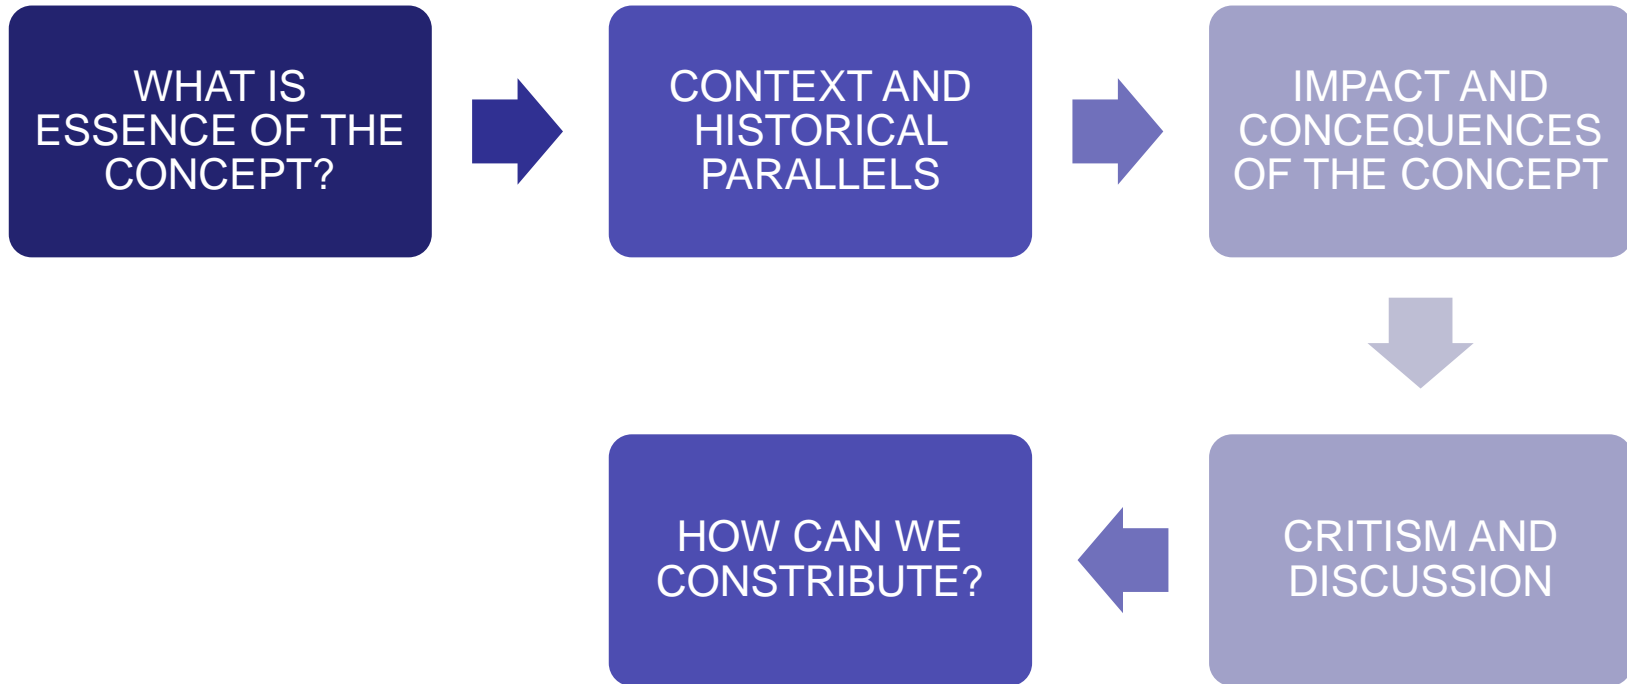 WHAT IS
ESSENCE OF THE
CONCEPT?
CONTEXT AND
HISTORICAL
PARALLELS
IMPACT AND
CONCEQUENCES
OF THE CONCEPT
CRITISM AND
DISCUSSION
HOW CAN WE
CONSTRIBUTE?